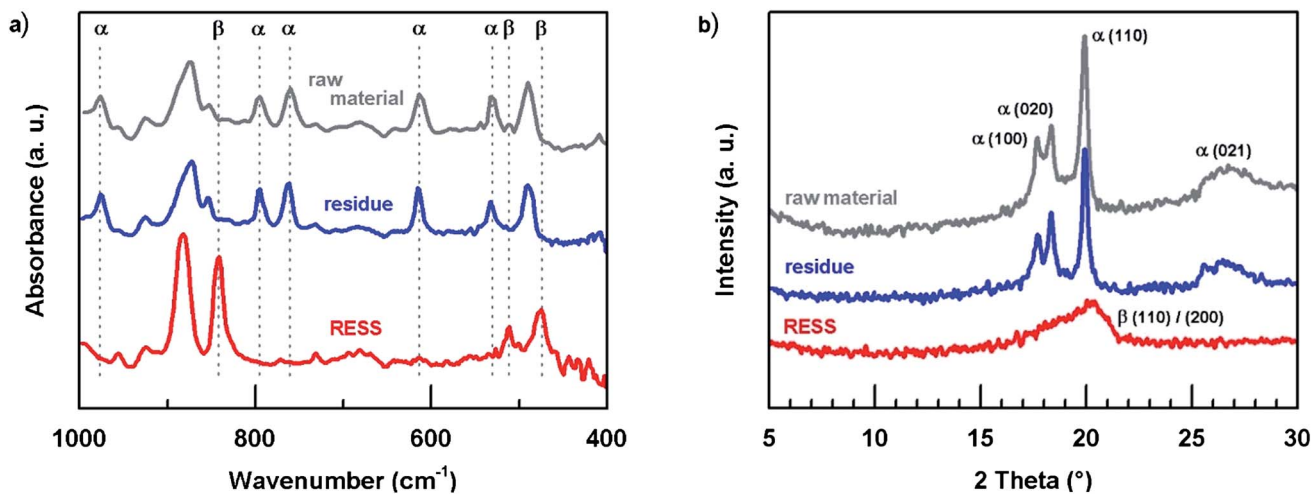 a)
α β α α α α β β
raw
material
residue
RESS
Absorbance (a. u.)
1000 800 600 400
Wavenumber (cm⁻¹)
b)
α (110)
α (020)
α (100)
α (021)
raw material
residue
RESS
β (110) / (200)
Intensity (a. u.)
5 10 15 20 25 30
2 Theta (°)